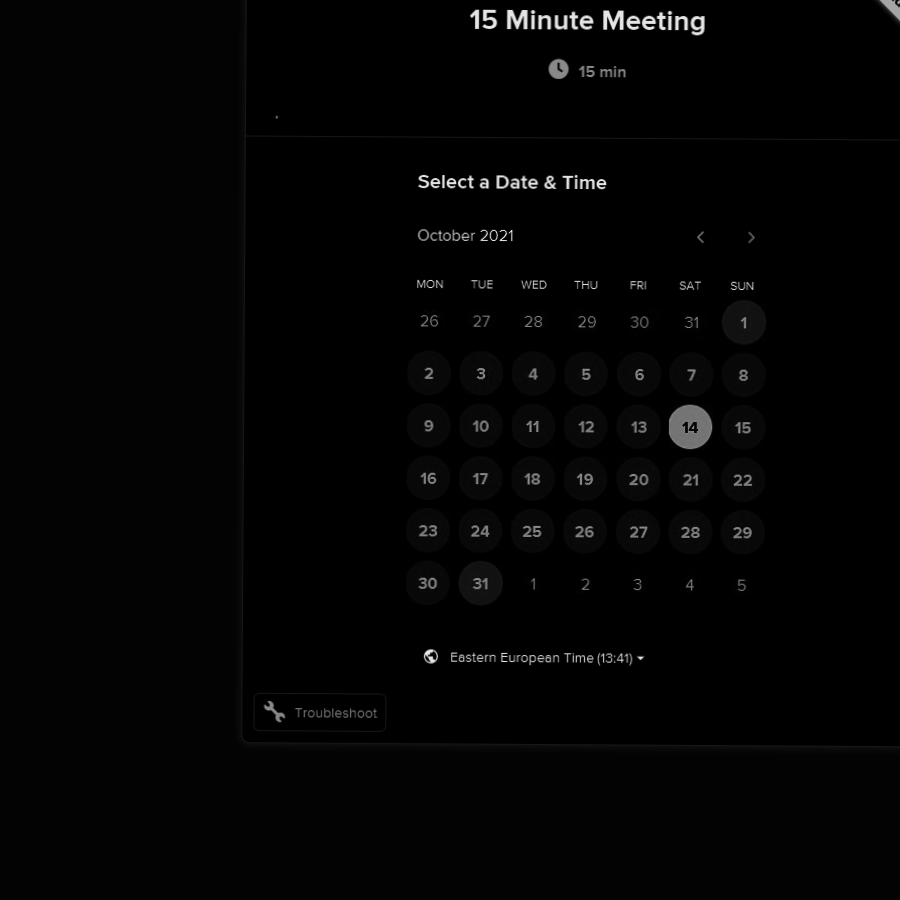 15 Minute Meeting
15 min
Select a Date & Time
October 2021
MON TUE WED THU FRI SAT SUN
26 27 28 29 30 31 1
2 3 4 5 6 7 8
9 10 11 12 13 14 15
16 17 18 19 20 21 22
23 24 25 26 27 28 29
30 31 1 2 3 4 5
Eastern European Time (13:41)
Troubleshoot